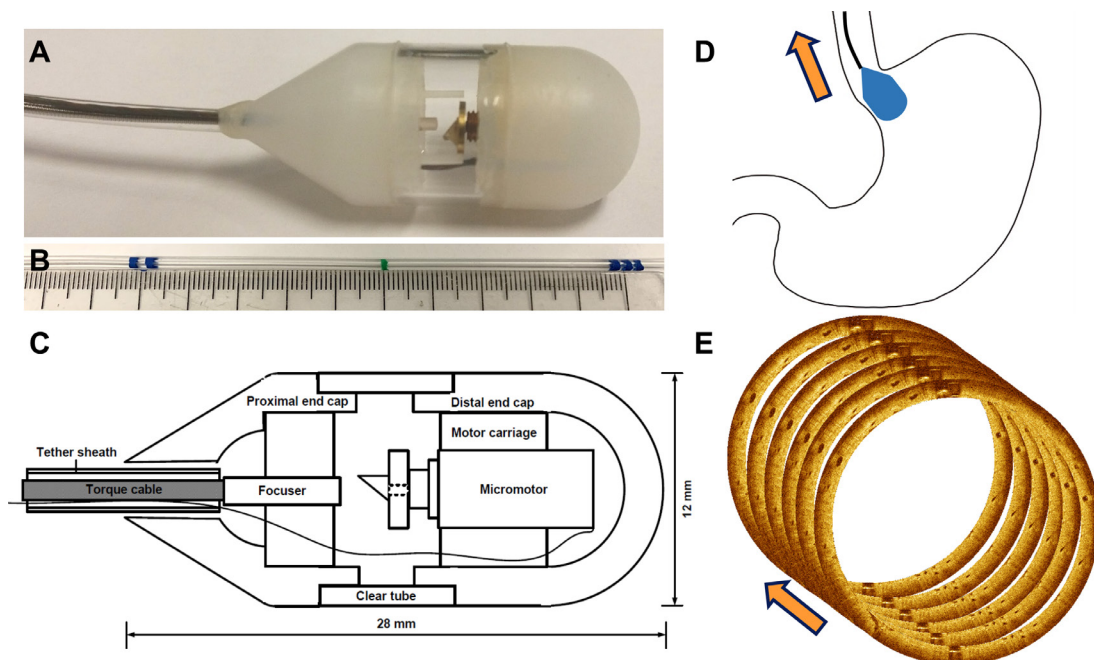 A
B
C
Proximal end cap
Distal end cap
Motor carriage
Tether sheath
Torque cable
Focuser
Micromotor
12 mm
Clear tube
28 mm
D
E